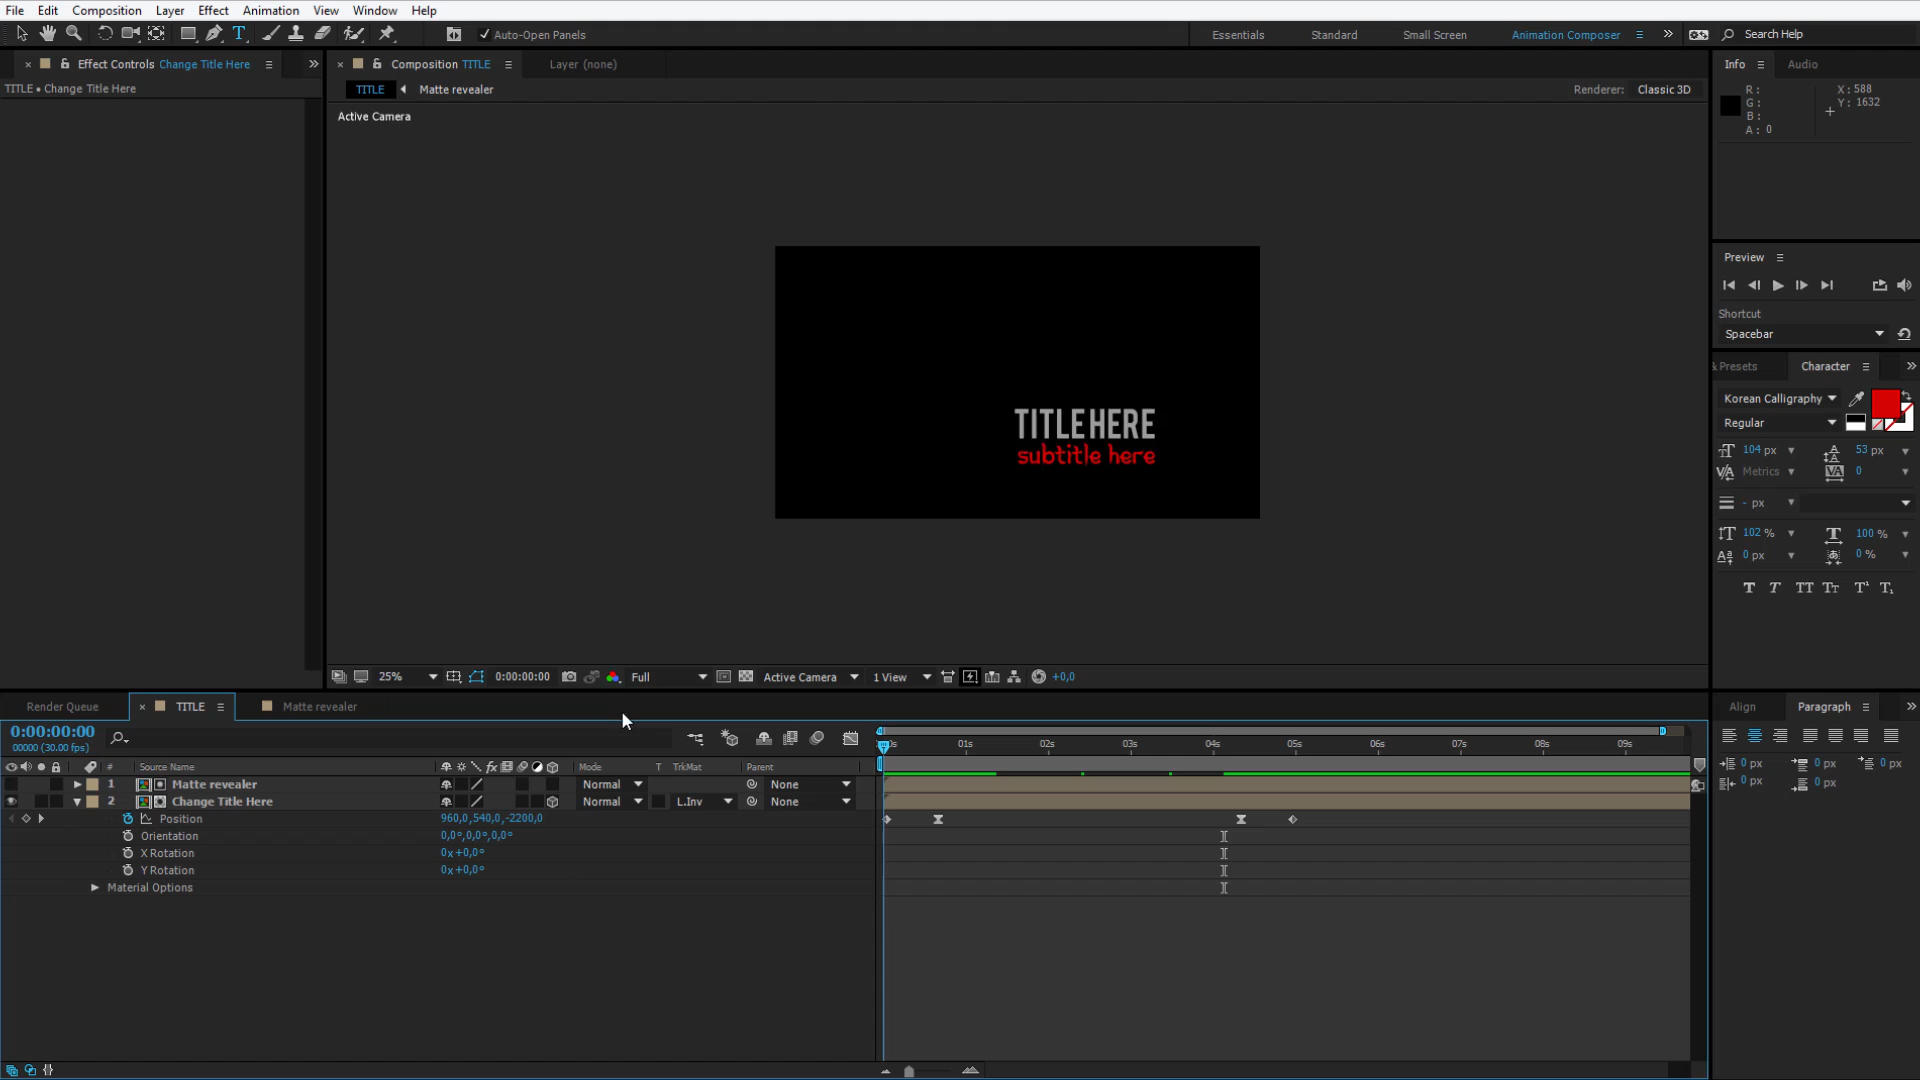 File Edit Composition Layer Effect Animation View Window Help
Auto-Open Panels
Essentials Standard Small Screen Animation Composer Search Help
Effect Controls Change Title Here
TITLE • Change Title Here
Composition TITLE Layer (none)
TITLE Matte revealer
Renderer: Classic 3D
Active Camera
TITLE HERE
subtitle here
25% 0:00:00:00 Full Active Camera 1 View +0,0
Info Audio
R: X: 588
G: Y: 1632
B:
A: 0
Preview
Shortcut
Spacebar
& Presets Character
Korean Calligraphy
Regular
104 px 53 px
Metrics 0
- px
102 % 100 %
0 px 0 %
Render Queue TITLE Matte revealer
0:00:00:00
00000 (30.00 fps)
# Source Name Mode T TrkMat Parent
1 Matte revealer Normal None
2 Change Title Here Normal L.Inv None
Position 960,0,540,0,-2200,0
Orientation 0,0°,0,0°,0,0°
X Rotation 0x+0,0°
Y Rotation 0x+0,0°
Material Options
0s 01s 02s 03s 04s 05s 06s 07s 08s 09s
Align Paragraph
0 px 0 px 0 px
0 px 0 px